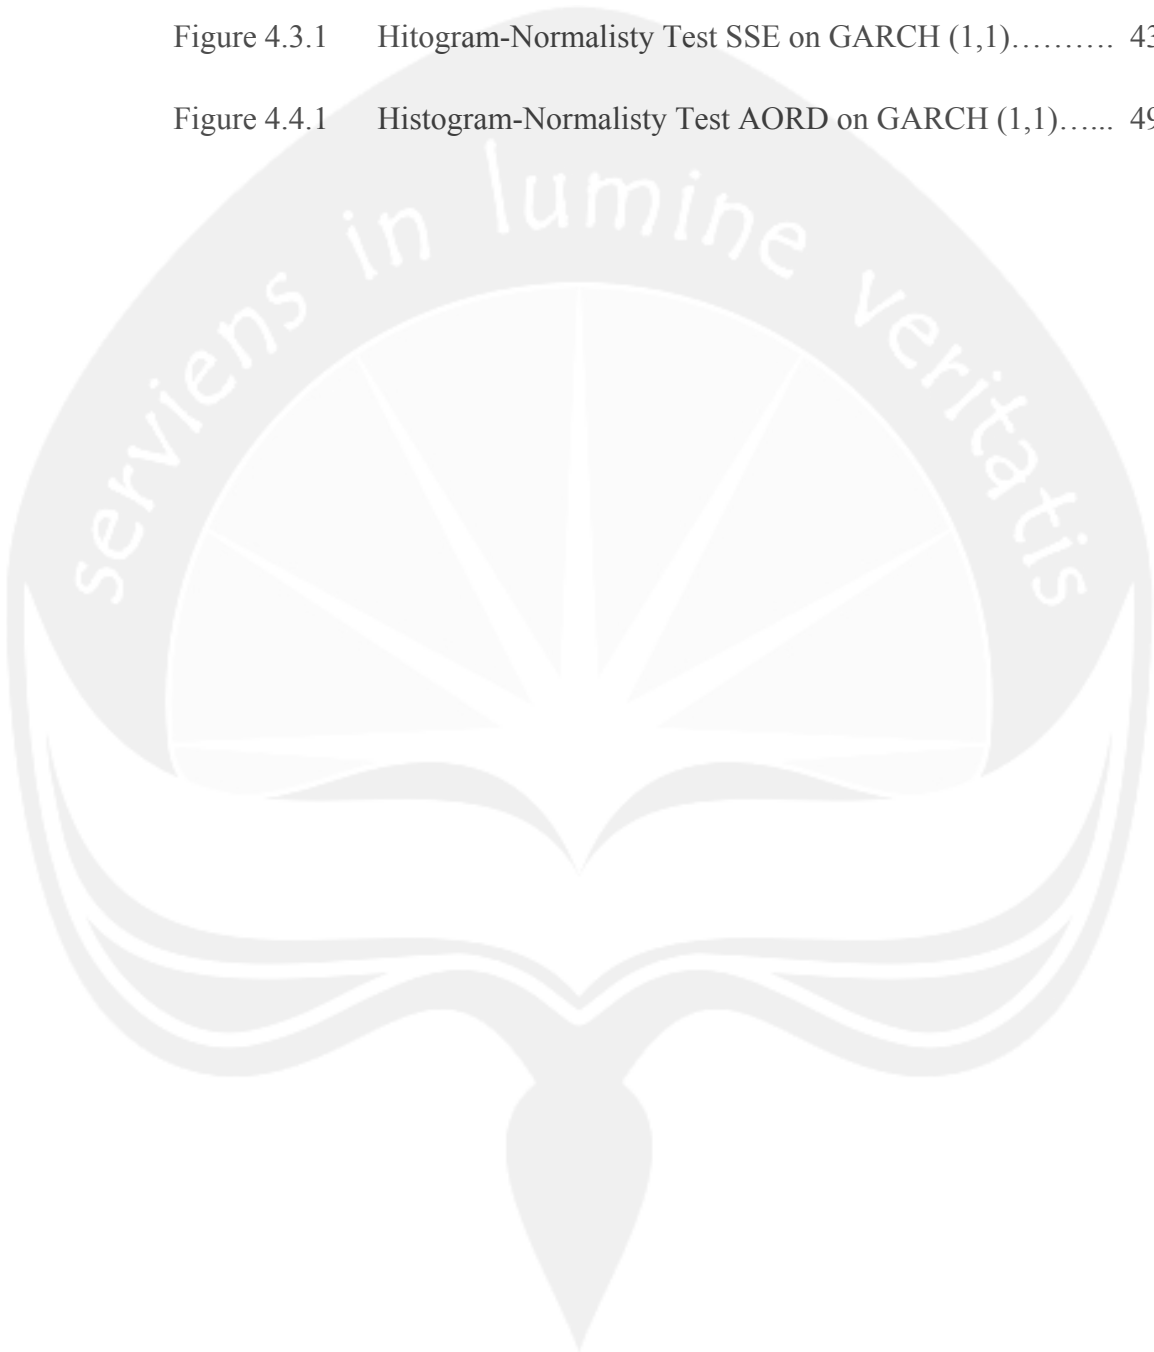 Figure 4.3.1 Hitogram-Normalisty Test SSE on GARCH (1,1)………. 43
Figure 4.4.1 Histogram-Normalisty Test AORD on GARCH (1,1)…... 49
serviens in lumine veritatis